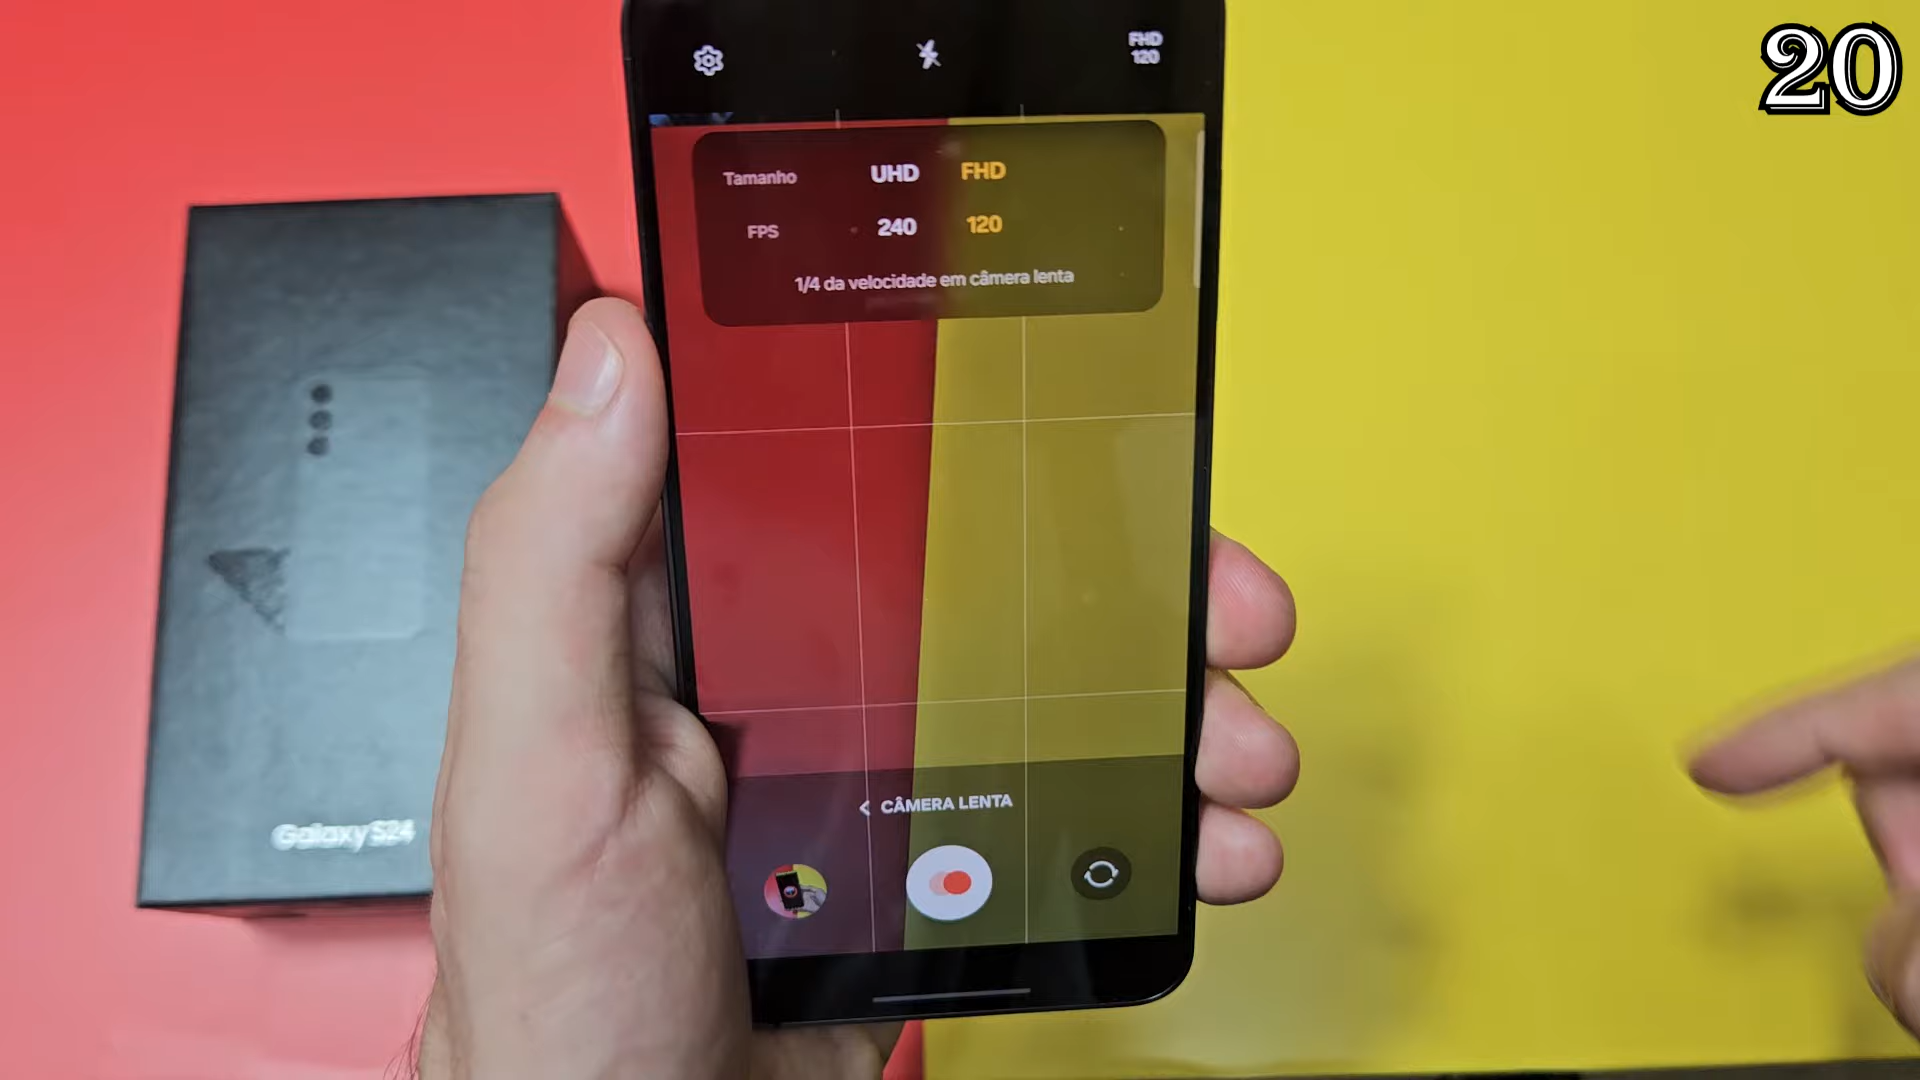 20
FHD
120
Tamanho UHD FHD
FPS 240 120
1/4 da velocidade em câmera lenta
< CÂMERA LENTA
Galaxy S24